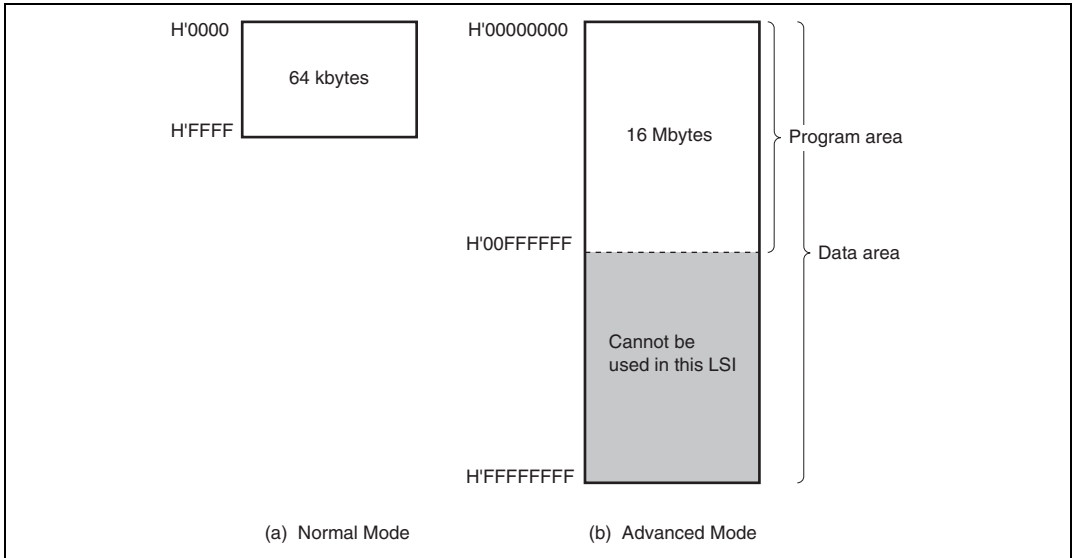 H'0000
64 kbytes
H'FFFF
(a) Normal Mode
H'00000000
16 Mbytes
H'00FFFFFF
Cannot be
used in this LSI
H'FFFFFFFF
Program area
Data area
(b) Advanced Mode